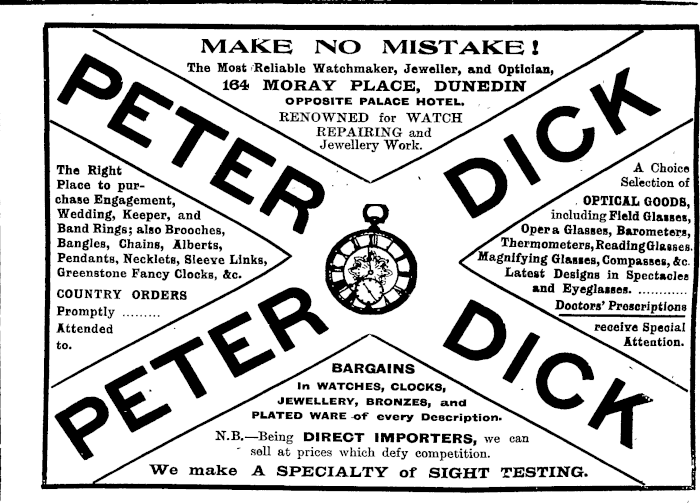 MAKE NO MISTAKE!
The Most Reliable Watchmaker, Jeweller, and Optician,
164 MORAY PLACE, DUNEDIN
OPPOSITE PALACE HOTEL.
RENOWNED for WATCH
REPAIRING and
Jewellery Work.
PETER DICK
The Right
Place to pur-
chase Engagement,
Wedding, Keeper, and
Band Rings; also Brooches,
Bangles, Chains, Alberts,
Pendants, Necklets, Sleeve Links,
Greenstone Fancy Clocks, &c.
COUNTRY ORDERS
Promptly .........
Attended
to.
A Choice
Selection of
OPTICAL GOODS,
including Field Glasses,
Opera Glasses, Barometers,
Thermometers, Reading Glasses.
Magnifying Glasses, Compasses, &c.
Latest Designs in Spectacles
and Eyeglasses. ............
Doctors' Prescriptions
receive Special
Attention.
PETER DICK
BARGAINS
In WATCHES, CLOCKS,
JEWELLERY, BRONZES, and
PLATED WARE of every Description.
N.B.—Being DIRECT IMPORTERS, we can
sell at prices which defy competition.
We make A SPECIALTY of SIGHT TESTING.